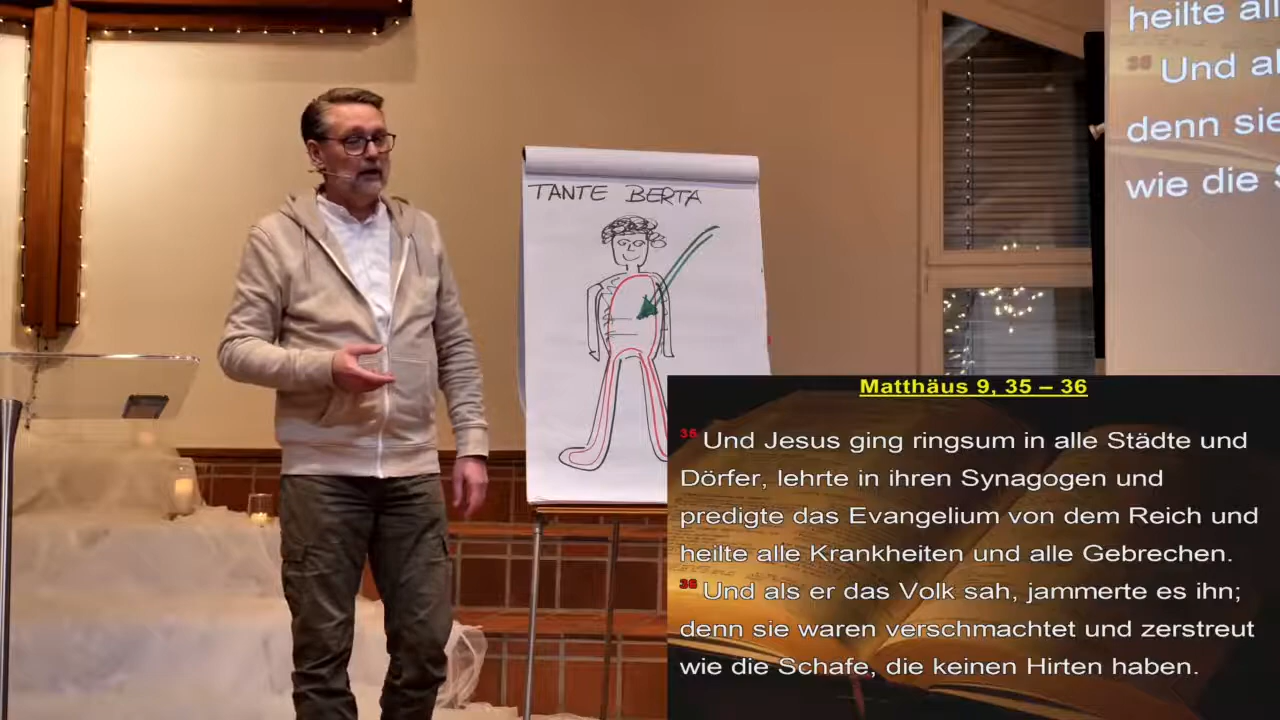 TANTE BERTA
heilte all
36 Und al
denn sie
wie die S
Matthäus 9, 35 – 36
35 Und Jesus ging ringsum in alle Städte und
Dörfer, lehrte in ihren Synagogen und
predigte das Evangelium von dem Reich und
heilte alle Krankheiten und alle Gebrechen.
36 Und als er das Volk sah, jammerte es ihn;
denn sie waren verschmachtet und zerstreut
wie die Schafe, die keinen Hirten haben.